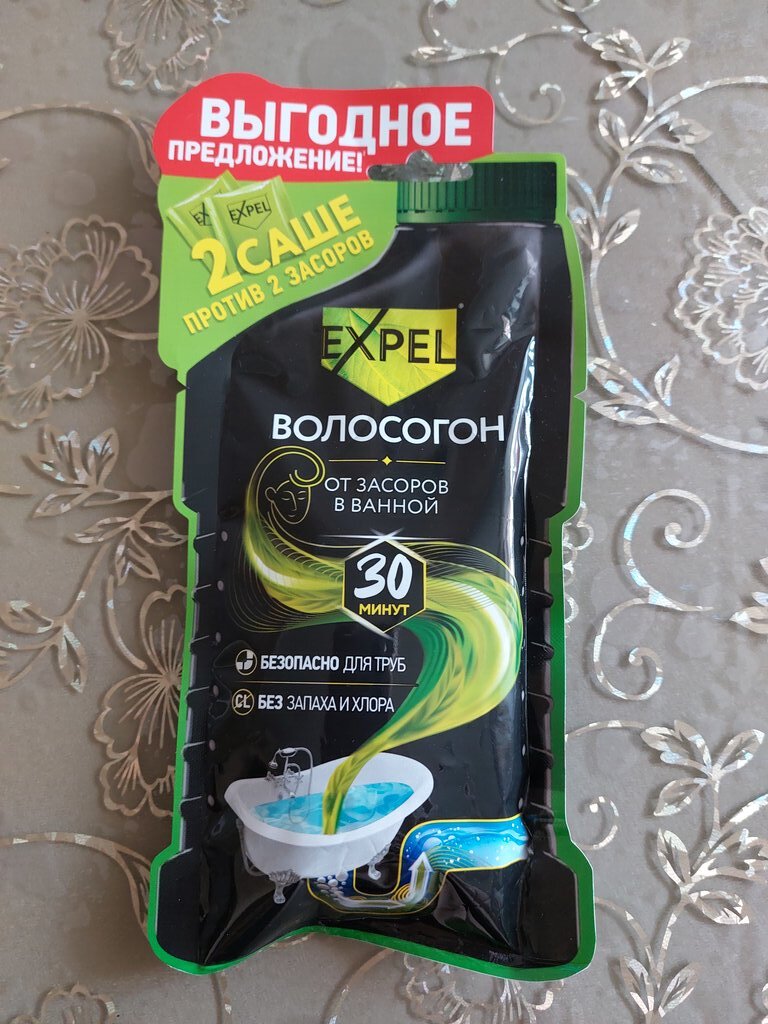 ВЫГОДНОЕ
ПРЕДЛОЖЕНИЕ!
EXPEL
2 САШЕ
ПРОТИВ 2 ЗАСОРОВ
EXPEL
ВОЛОСОГОН
ОТ ЗАСОРОВ
В ВАННОЙ
30
МИНУТ
БЕЗОПАСНО ДЛЯ ТРУБ
CL БЕЗ ЗАПАХА И ХЛОРА